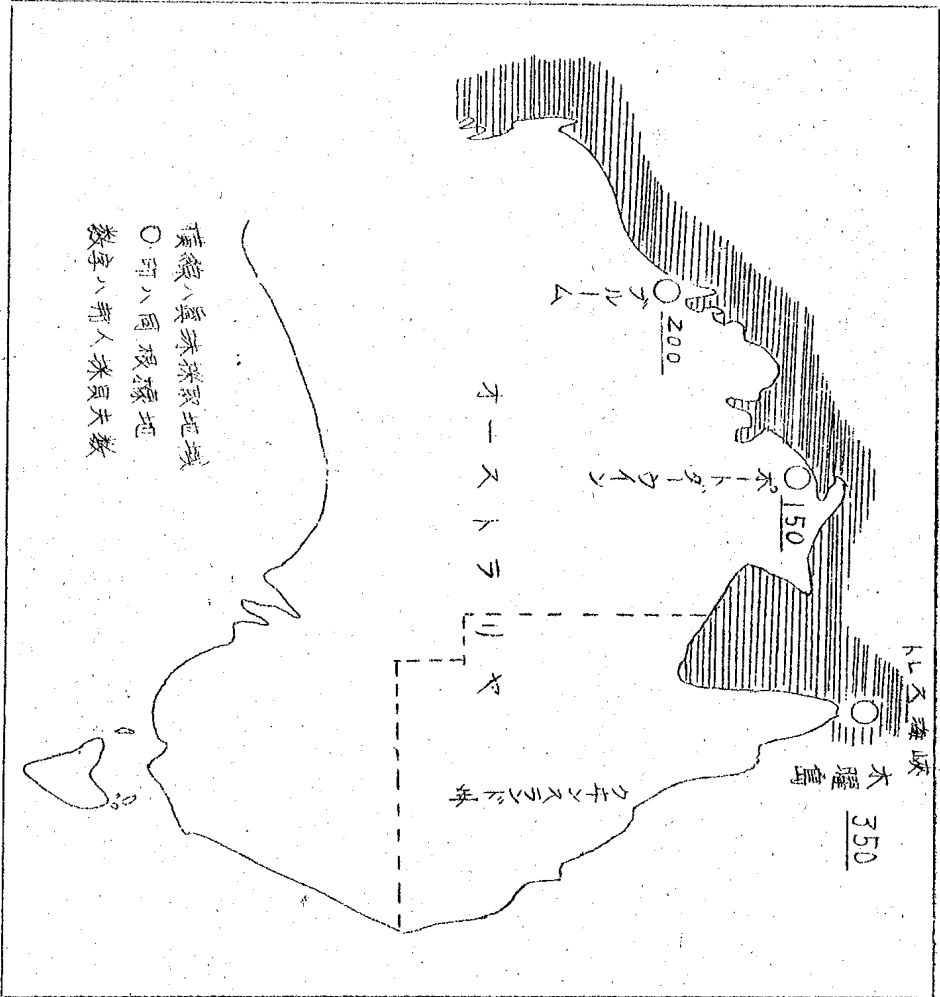 トレス海峡
木曜島
350
ポートダーウイン
150
ブルーム
200
オーストラリヤ
クヰンスランド州
横線ハ真珠採取地域
○印ハ同根據地
数字ハ邦人採貝夫数